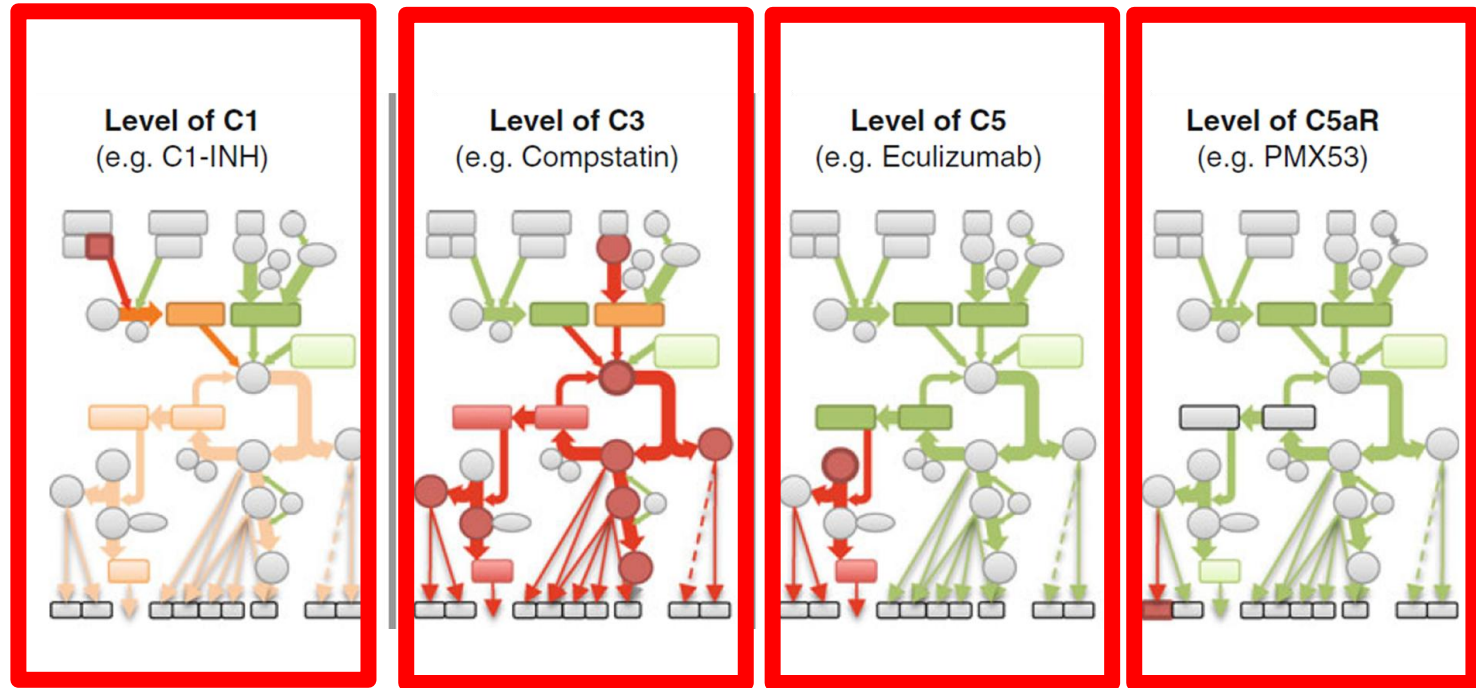 Level of C1
(e.g. C1-INH)
Level of C3
(e.g. Compstatin)
Level of C5
(e.g. Eculizumab)
Level of C5aR
(e.g. PMX53)